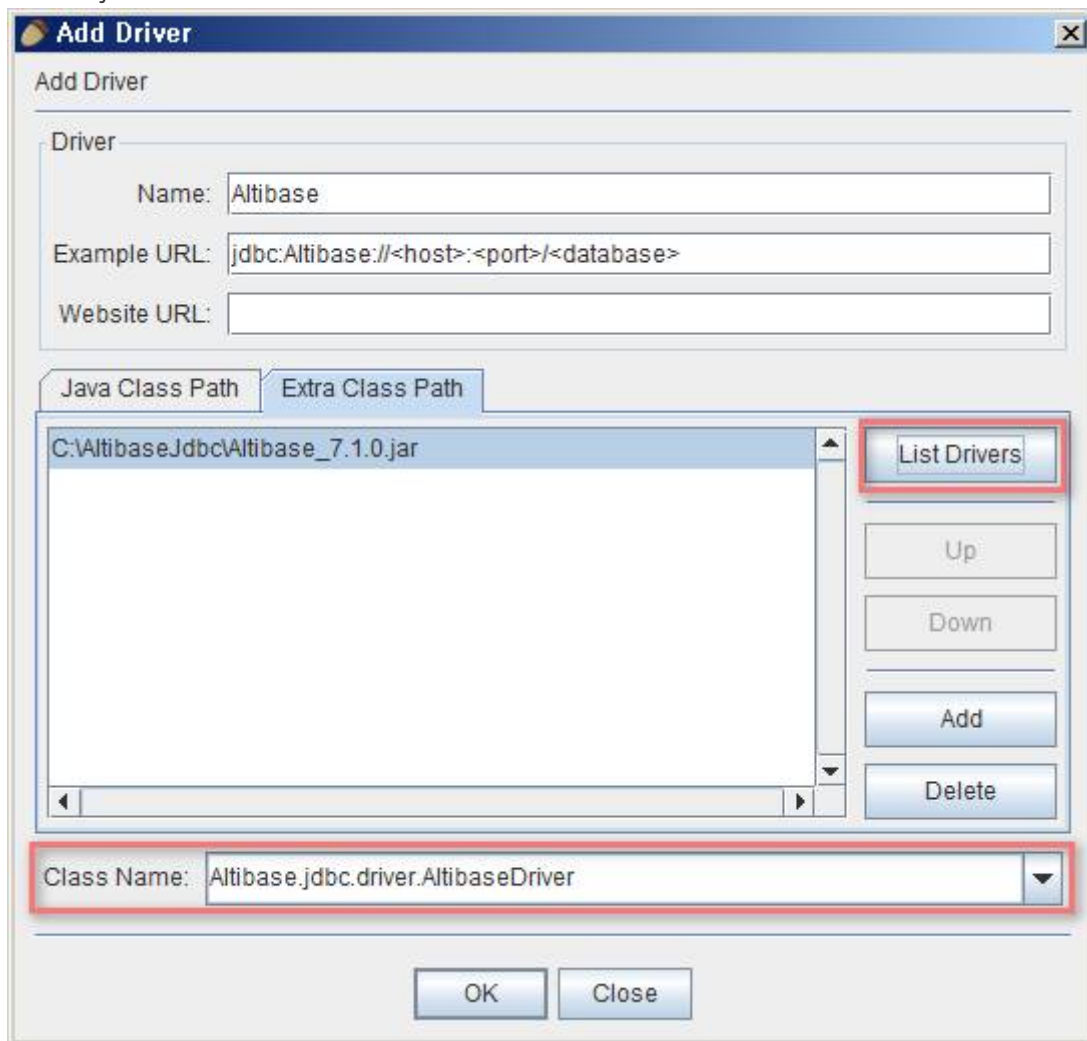 Add Driver
Add Driver
Driver
Name: Altibase
Example URL: jdbc:Altibase://<host>:<port>/<database>
Website URL:
Java Class Path Extra Class Path
C:\AltibaseJdbc\Altibase_7.1.0.jar
List Drivers
Up
Down
Add
Delete
Class Name: Altibase.jdbc.driver.AltibaseDriver
OK Close